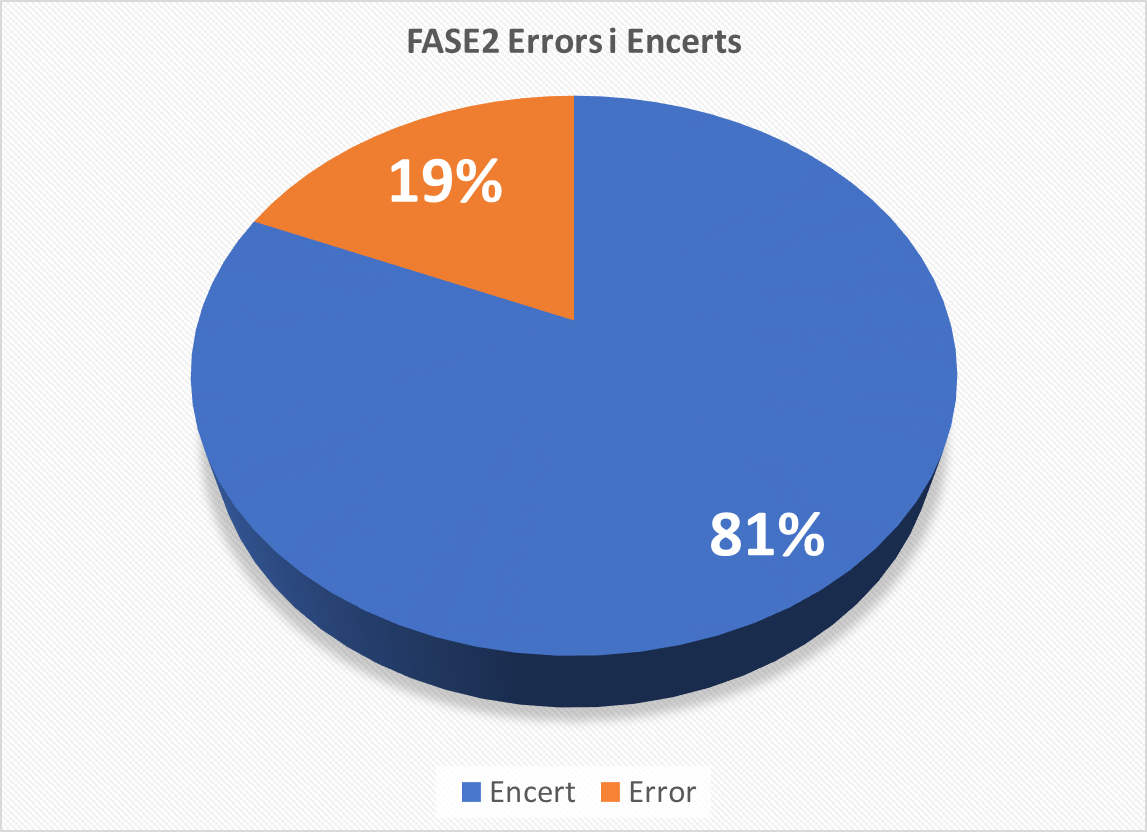 FASE2 Errors i Encerts
19%
81%
Encert Error